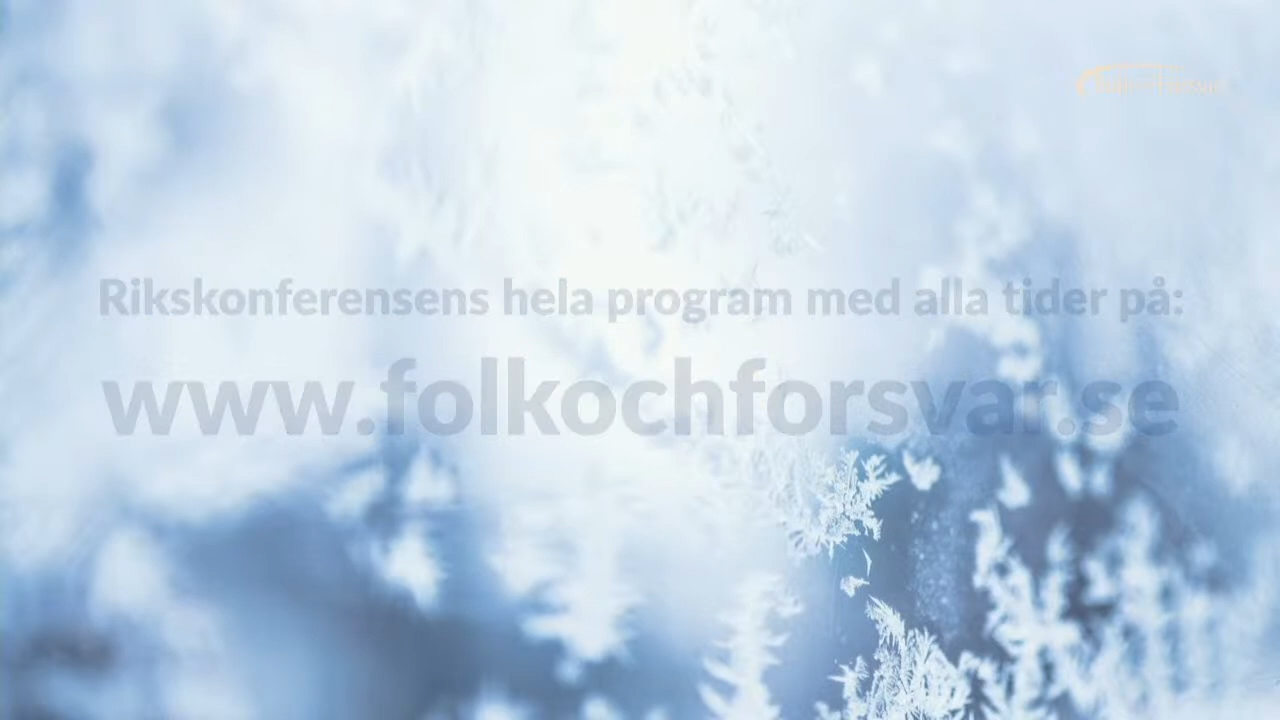 Rikskonferensens hela program med alla tider på:
www.folkochforsvar.se